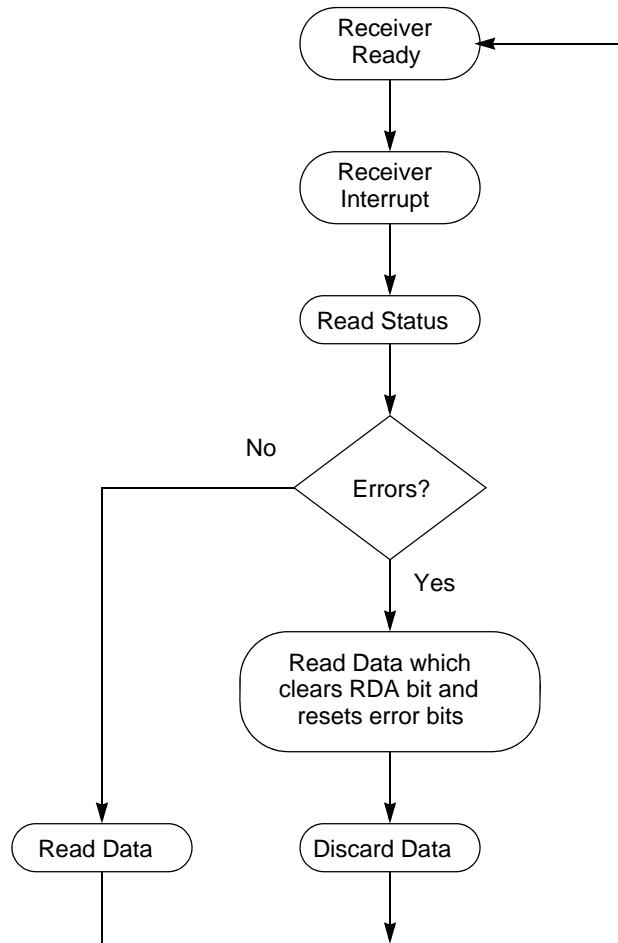 Receiver
Ready
Receiver
Interrupt
Read Status
No
Errors?
Yes
Read Data which
clears RDA bit and
resets error bits
Read Data
Discard Data